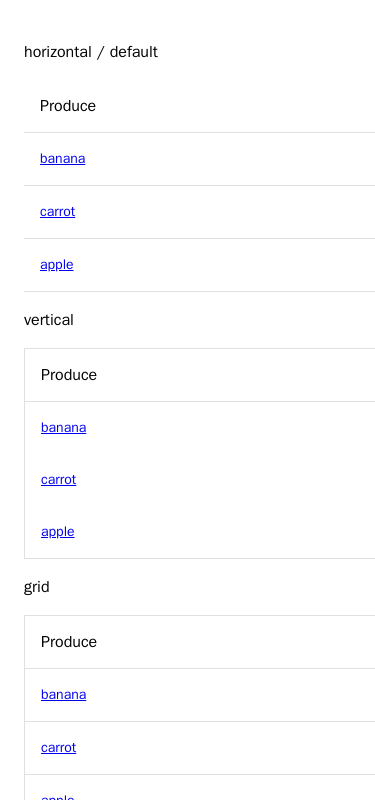 horizontal / default
Produce
banana
carrot
apple
vertical
Produce
banana
carrot
apple
grid
Produce
banana
carrot
apple